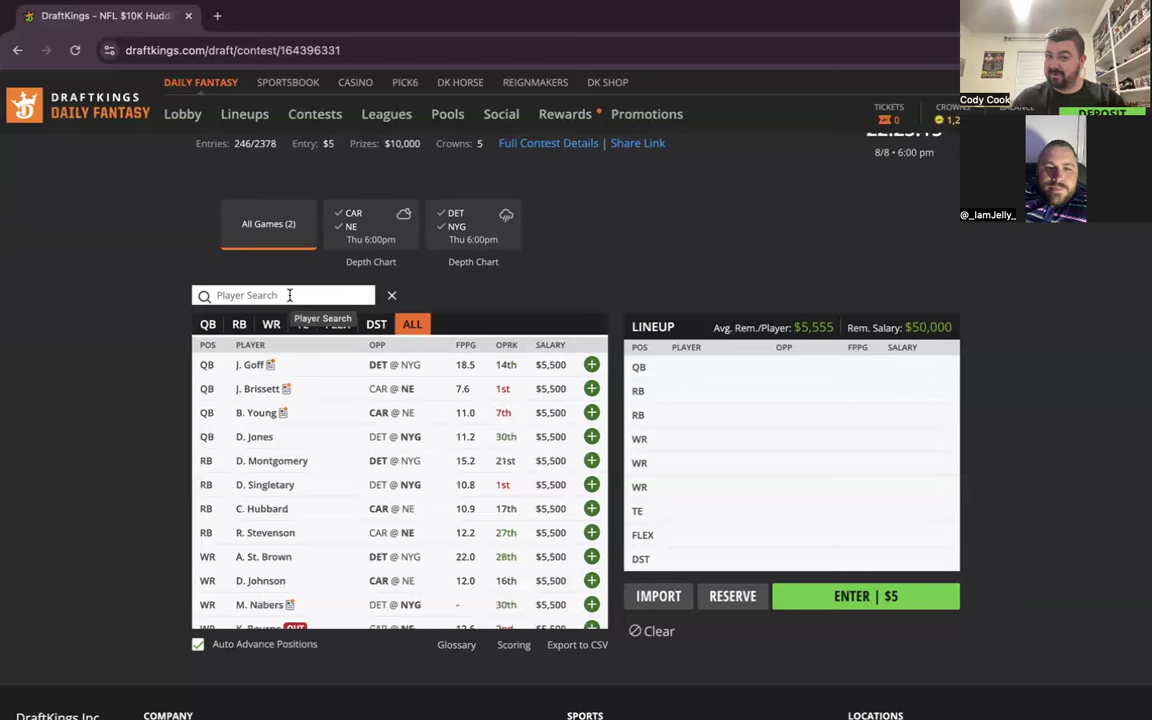 DraftKings - NFL $10K Hudd
draftkings.com/draft/contest/164396331
Cody Cook
DRAFTKINGS
DAILY FANTASY
DAILY FANTASY SPORTSBOOK CASINO PICK6 DK HORSE REIGNMAKERS DK SHOP
Lobby Lineups Contests Leagues Pools Social Rewards Promotions
TICKETS
0
1,2
DEPOSIT
Entries: 246/2378 Entry: $5 Prizes: $10,000 Crowns: 5 Full Contest Details | Share Link
8/8 • 6:00 pm
@_IamJelly_
All Games (2)
CAR
NE
Thu 6:00pm
Depth Chart
DET
NYG
Thu 6:00pm
Depth Chart
Player Search
Player Search
QB RB WR DST ALL
POS PLAYER OPP FPPG OPRK SALARY
QB J. Goff DET @ NYG 18.5 14th $5,500
QB J. Brissett CAR @ NE 7.6 1st $5,500
QB B. Young CAR @ NE 11.0 7th $5,500
QB D. Jones DET @ NYG 11.2 30th $5,500
RB D. Montgomery DET @ NYG 15.2 21st $5,500
RB D. Singletary DET @ NYG 10.8 1st $5,500
RB C. Hubbard CAR @ NE 10.9 17th $5,500
RB R. Stevenson CAR @ NE 12.2 27th $5,500
WR A. St. Brown DET @ NYG 22.0 28th $5,500
WR D. Johnson CAR @ NE 12.0 16th $5,500
WR M. Nabers DET @ NYG - 30th $5,500
Auto Advance Positions Glossary Scoring Export to CSV
LINEUP Avg. Rem./Player: $5,555 Rem. Salary: $50,000
POS PLAYER OPP FPPG SALARY
QB
RB
RB
WR
WR
WR
TE
FLEX
DST
IMPORT RESERVE ENTER | $5
Clear
DraftKings Inc. COMPANY SPORTS LOCATIONS